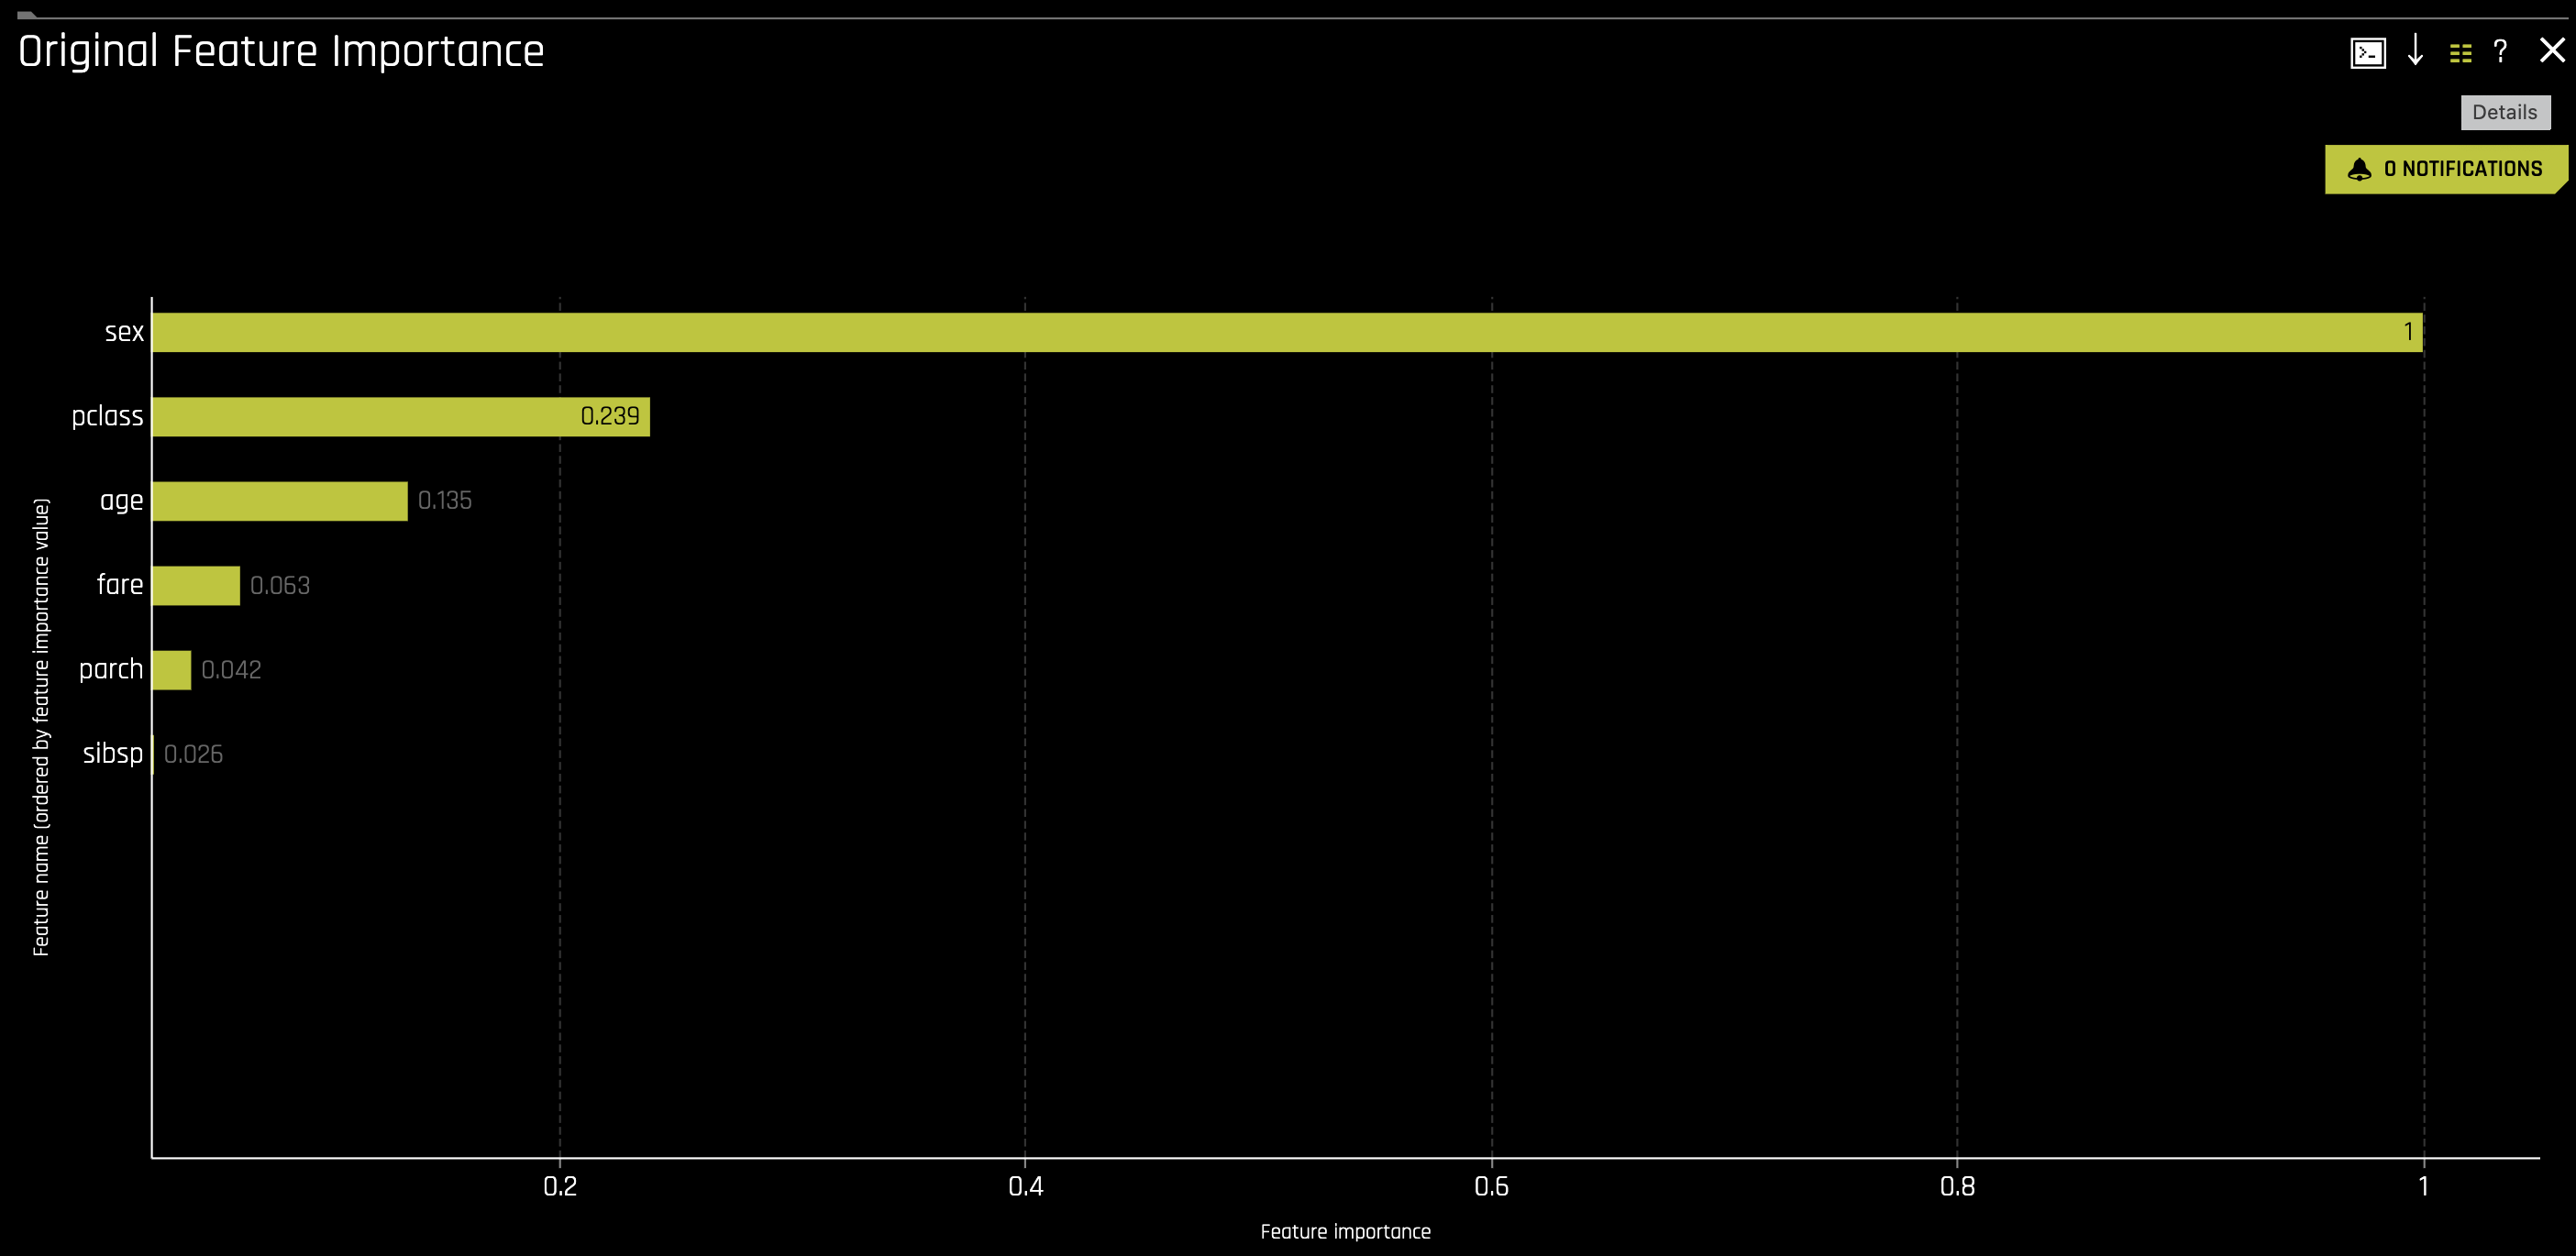 Original Feature Importance
?
Details
0 NOTIFICATIONS
sex
1
pclass
0.239
age
0.135
fare
0.063
parch
0.042
sibsp
0.026
Feature name (ordered by feature importance value)
0.2
0.4
0.6
0.8
1
Feature importance